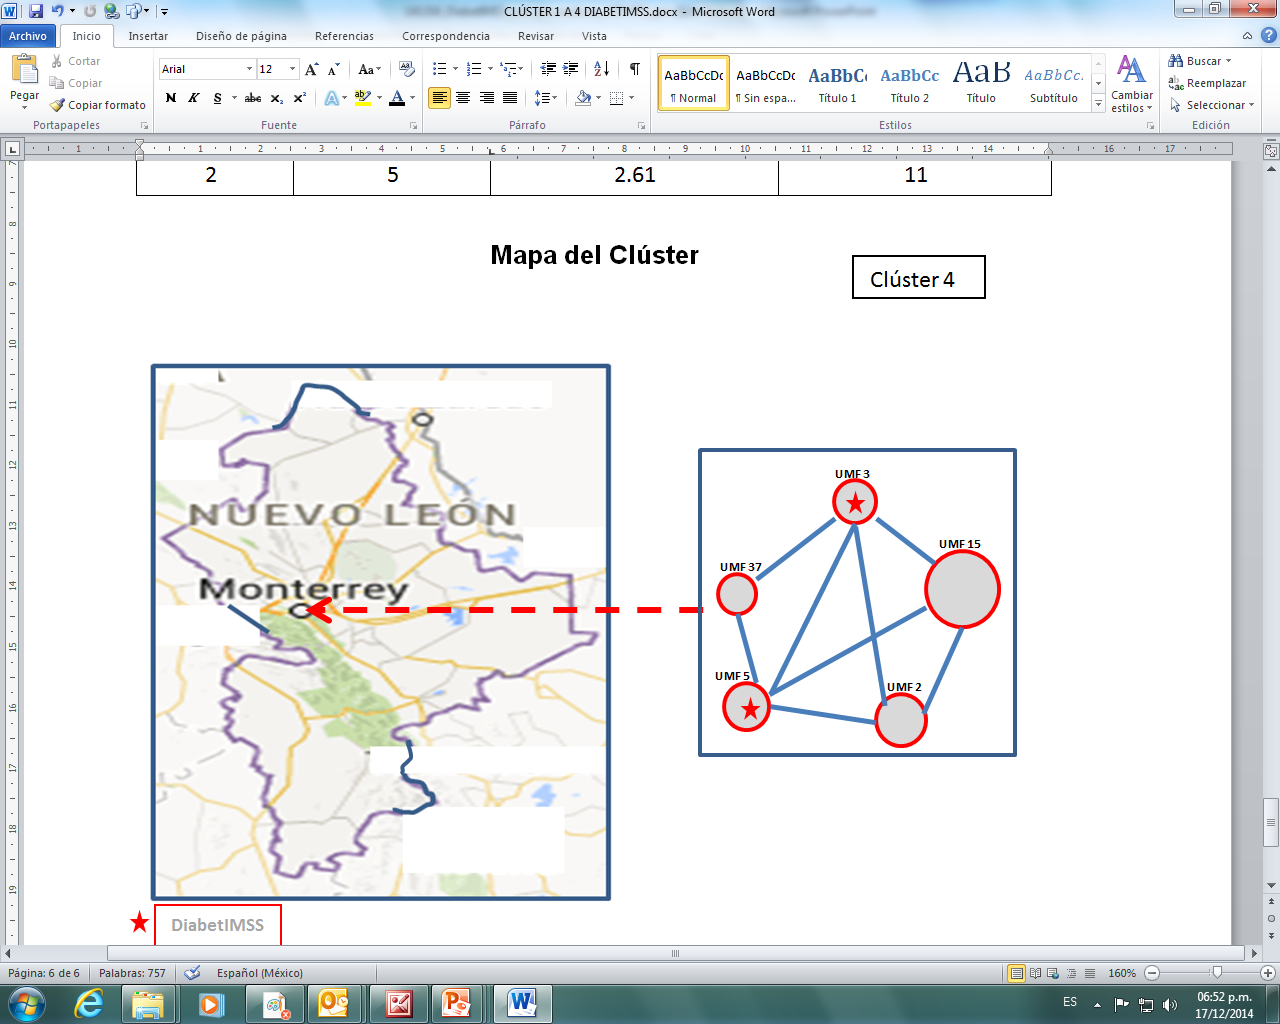 CLÚSTER 1 A 4 DIABETIMSS.docx - Microsoft Word
Archivo Inicio Insertar Diseño de página Referencias Correspondencia Revisar Vista
Pegar
Cortar
Copiar
Copiar formato
Portapapeles
Arial 12
N K S abc x₂ x²
Fuente
Párrafo
AaBbCcDc AaBbCcDc AaBbC AaBbCc AaB AaBbCc.
¶ Normal ¶ Sin espa... Título 1 Título 2 Título Subtítulo
Cambiar estilos
Estilos
Buscar
Reemplazar
Seleccionar
Edición
2 5 2.61 11
Mapa del Clúster
Clúster 4
NUEVO LEÓN
Monterrey
UMF 3
UMF 15
UMF 37
UMF 5
UMF 2
DiabetIMSS
Página: 6 de 6 Palabras: 757 Español (México) 160%
ES 06:52 p.m.
17/12/2014